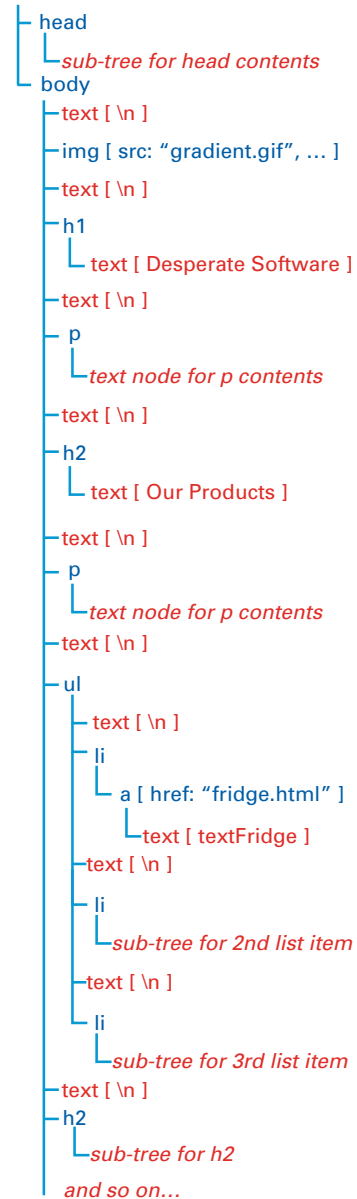 head
sub-tree for head contents
body
text [ \n ]
img [ src: “gradient.gif”, … ]
text [ \n ]
h1
text [ Desperate Software ]
text [ \n ]
p
text node for p contents
text [ \n ]
h2
text [ Our Products ]
text [ \n ]
p
text node for p contents
text [ \n ]
ul
text [ \n ]
li
a [ href: “fridge.html” ]
text [ textFridge ]
text [ \n ]
li
sub-tree for 2nd list item
text [ \n ]
li
sub-tree for 3rd list item
text [ \n ]
h2
sub-tree for h2
and so on…